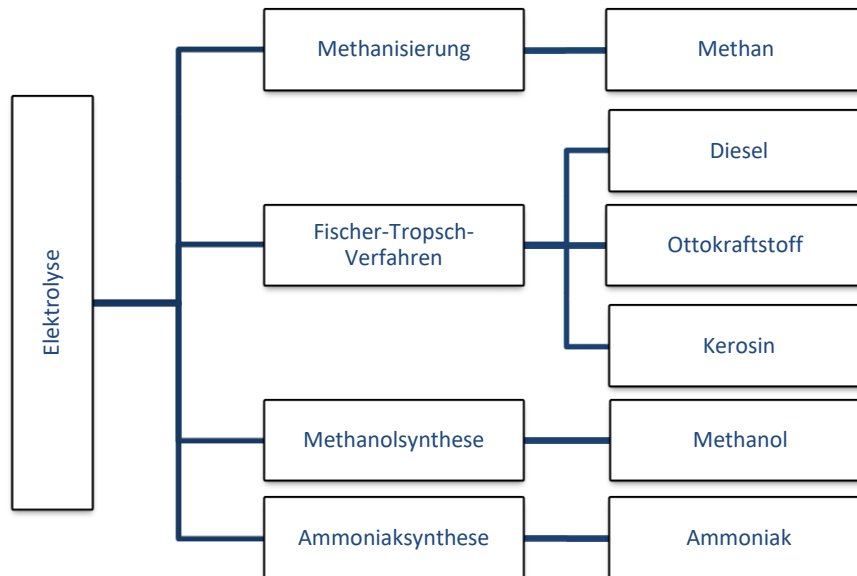 Elektrolyse
Methanisierung
Methan
Fischer-Tropsch-
Verfahren
Diesel
Ottokraftstoff
Kerosin
Methanolsynthese
Methanol
Ammoniaksynthese
Ammoniak